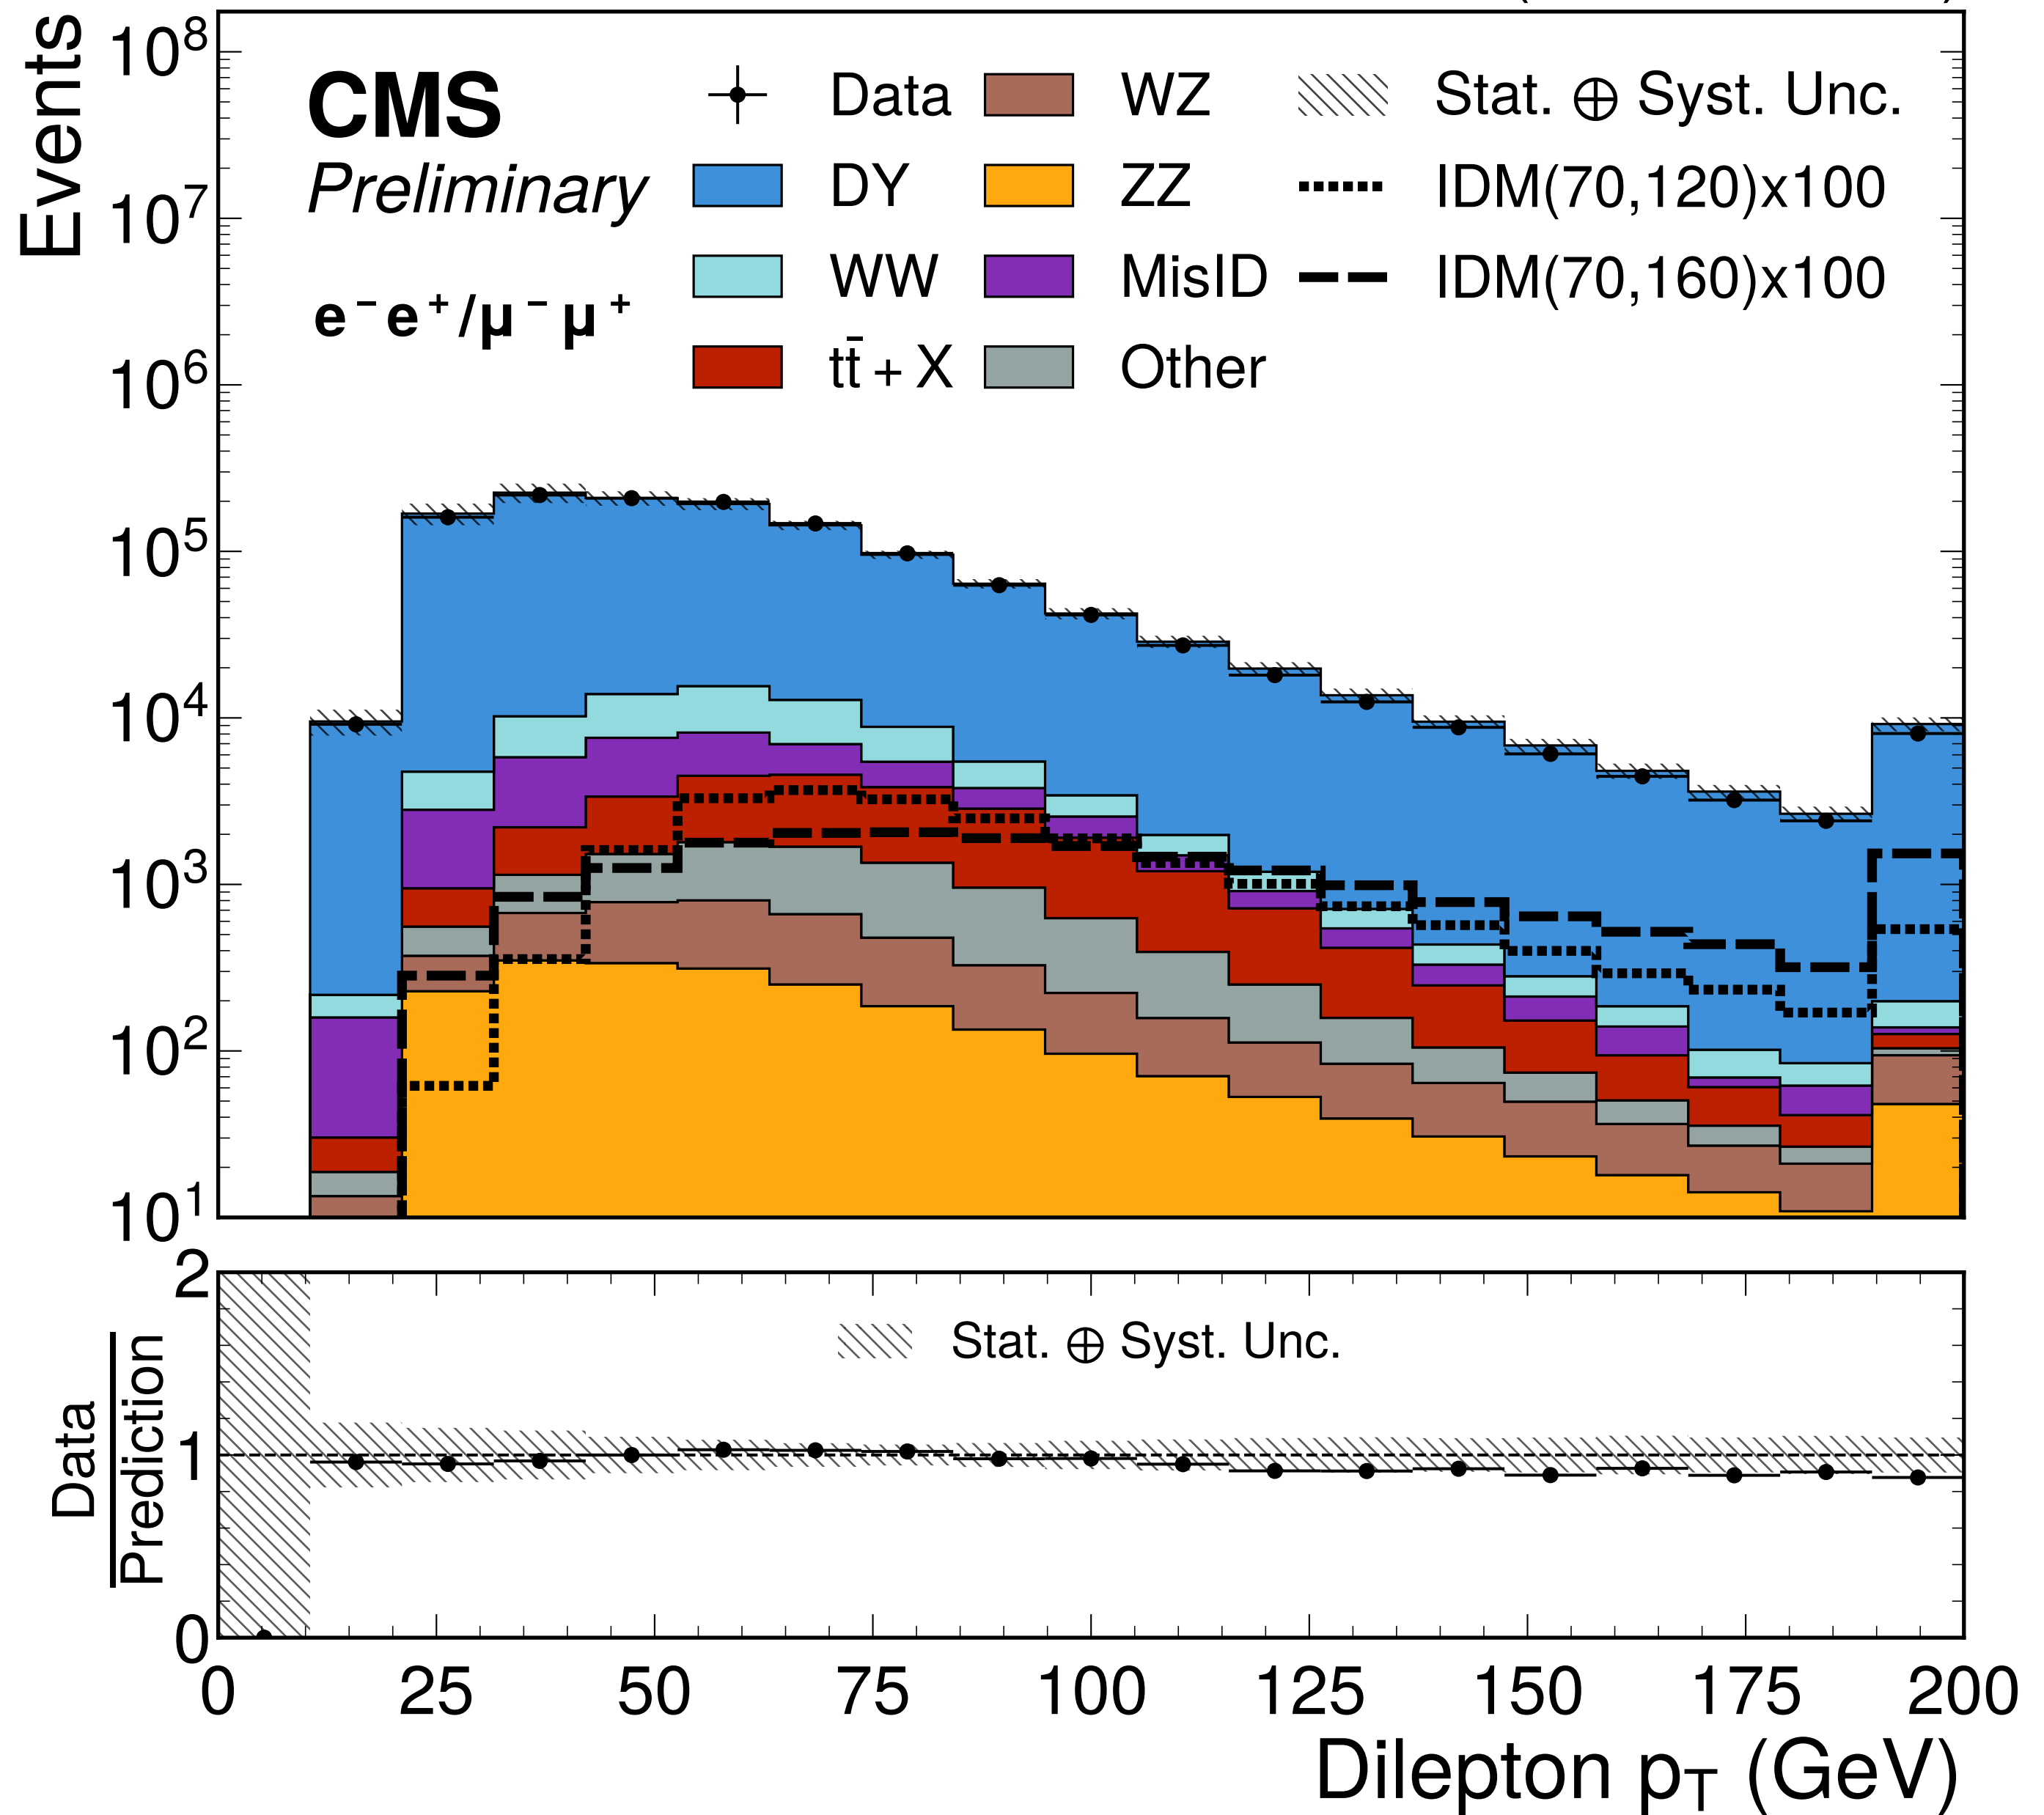 Events
10⁸
10⁷
10⁶
10⁵
10⁴
10³
10²
10¹
CMS
Preliminary
e⁻e⁺/μ⁻μ⁺
Data
DY
WW
tt̄ + X
WZ
ZZ
MisID
Other
Stat. ⊕ Syst. Unc.
IDM(70,120)x100
IDM(70,160)x100
Data
Prediction
2
1
0
Stat. ⊕ Syst. Unc.
0 25 50 75 100 125 150 175 200
Dilepton p_T (GeV)